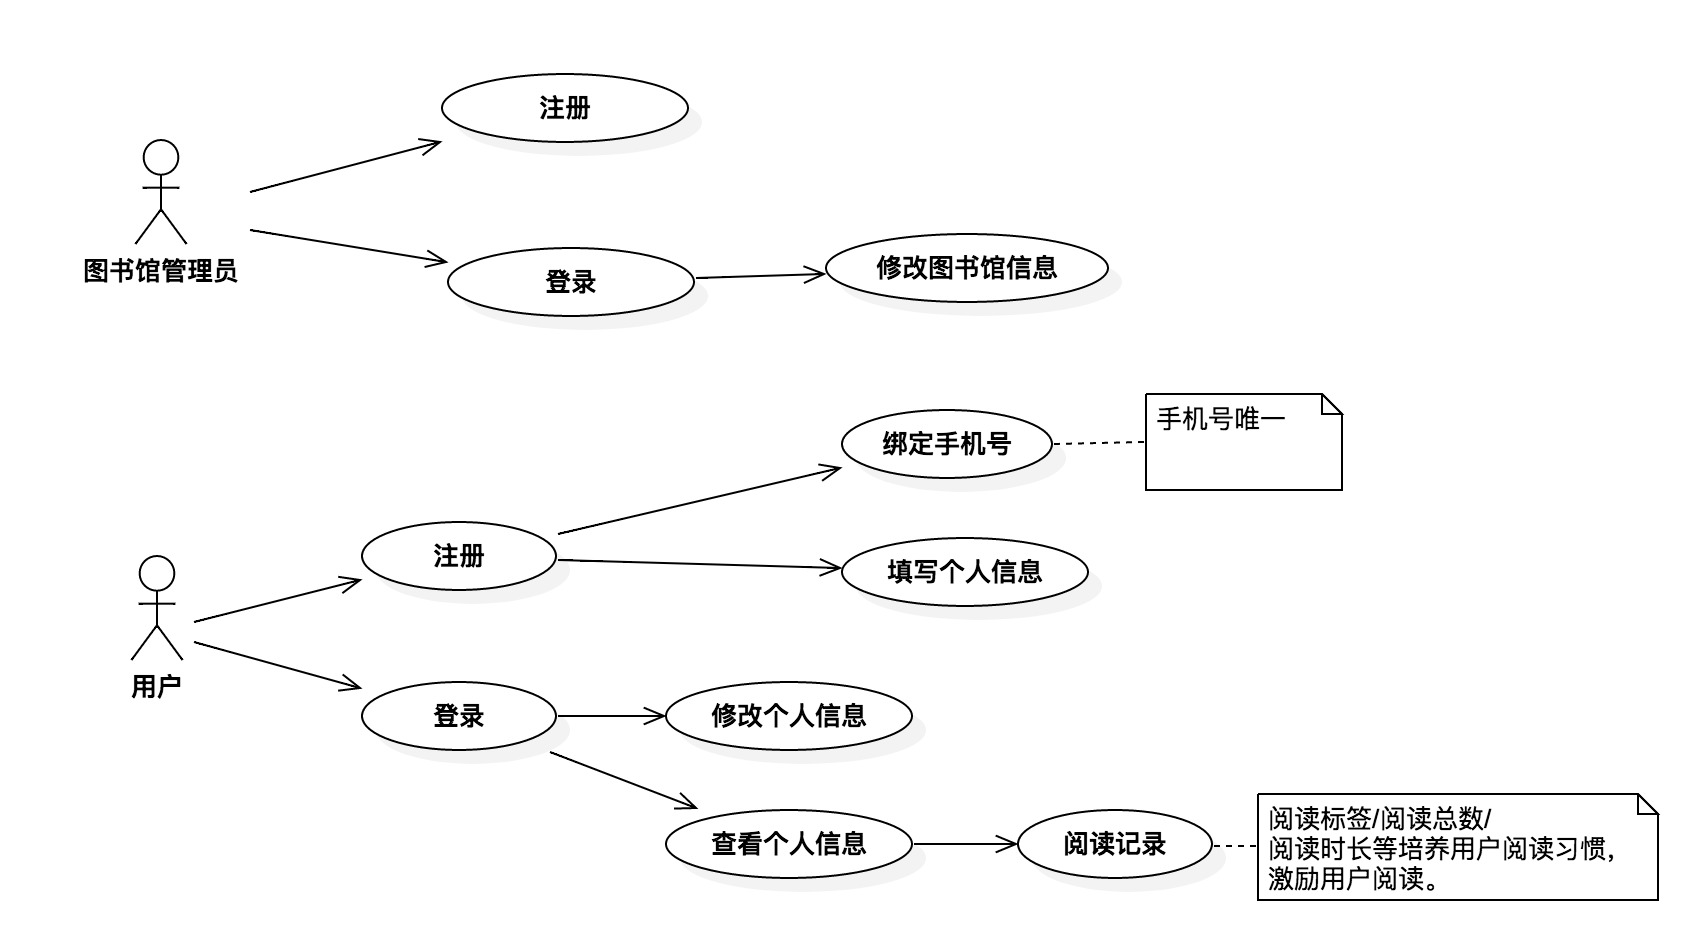 注册
图书馆管理员
登录
修改图书馆信息
绑定手机号
手机号唯一
注册
填写个人信息
用户
登录
修改个人信息
查看个人信息
阅读记录
阅读标签/阅读总数/
阅读时长等培养用户阅读习惯，
激励用户阅读。